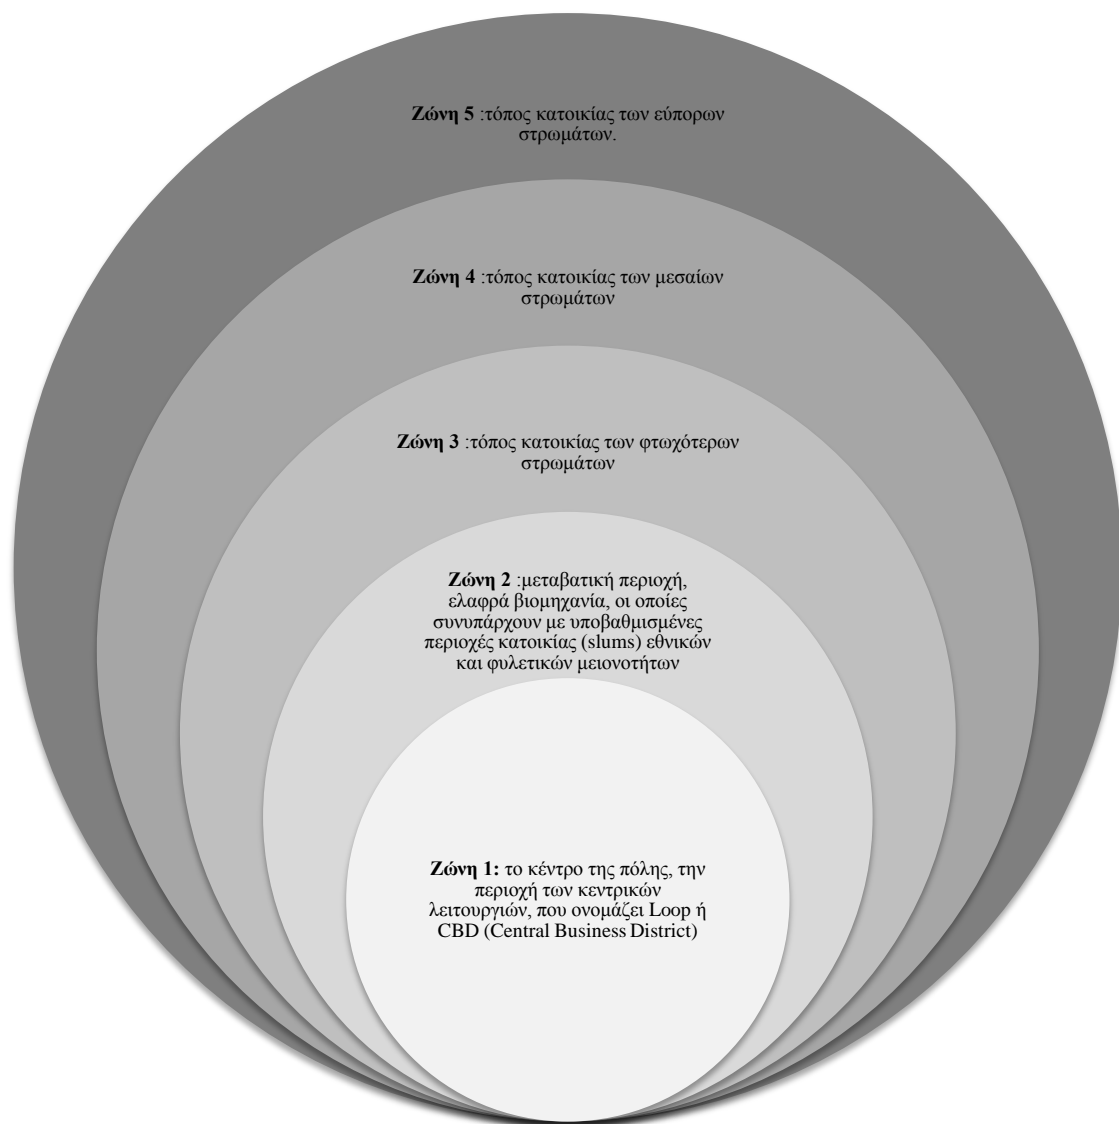 Ζώνη 5 :τόπος κατοικίας των εύπορων
στρωμάτων.
Ζώνη 4 :τόπος κατοικίας των μεσαίων
στρωμάτων
Ζώνη 3 :τόπος κατοικίας των φτωχότερων
στρωμάτων
Ζώνη 2 :μεταβατική περιοχή,
ελαφρά βιομηχανία, οι οποίες
συνυπάρχουν με υποβαθμισμένες
περιοχές κατοικίας (slums) εθνικών
και φυλετικών μειονοτήτων
Ζώνη 1: το κέντρο της πόλης, την
περιοχή των κεντρικών
λειτουργιών, που ονομάζει Loop ή
CBD (Central Business District)